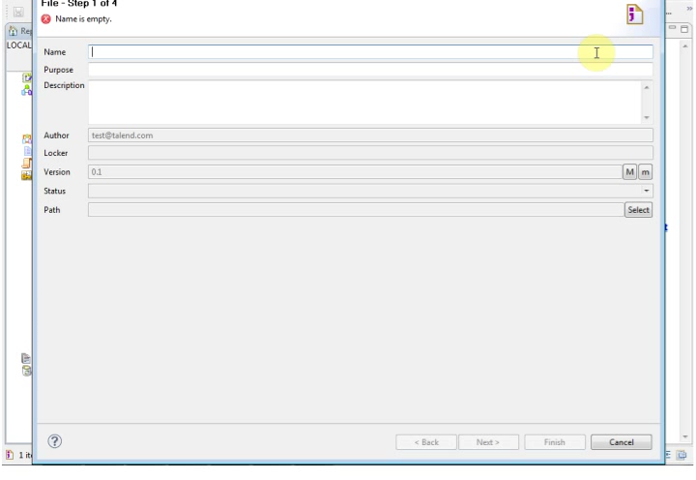 File - Step 1 of 4
Name is empty.
Rep
LOCAL
Name
Purpose
Description
Author test@talend.com
Locker
Version 0.1 M m
Status
Path Select
? < Back Next > Finish Cancel
1 ite